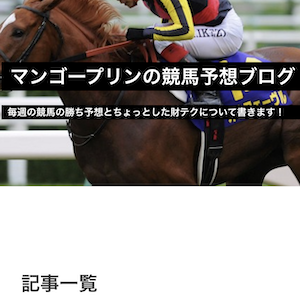 マンゴープリンの競馬予想ブログ
毎週の競馬の勝ち予想とちょっとした財テクについて書きます！
記事一覧